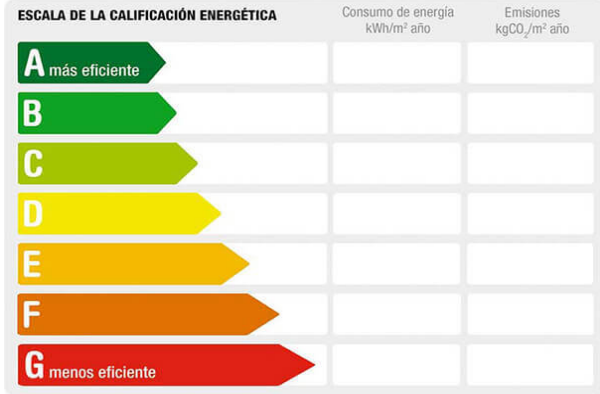 ESCALA DE LA CALIFICACIÓN ENERGÉTICA
Consumo de energía
kWh/m² año
Emisiones
kgCO₂/m² año
A más eficiente
B
C
D
E
F
G menos eficiente